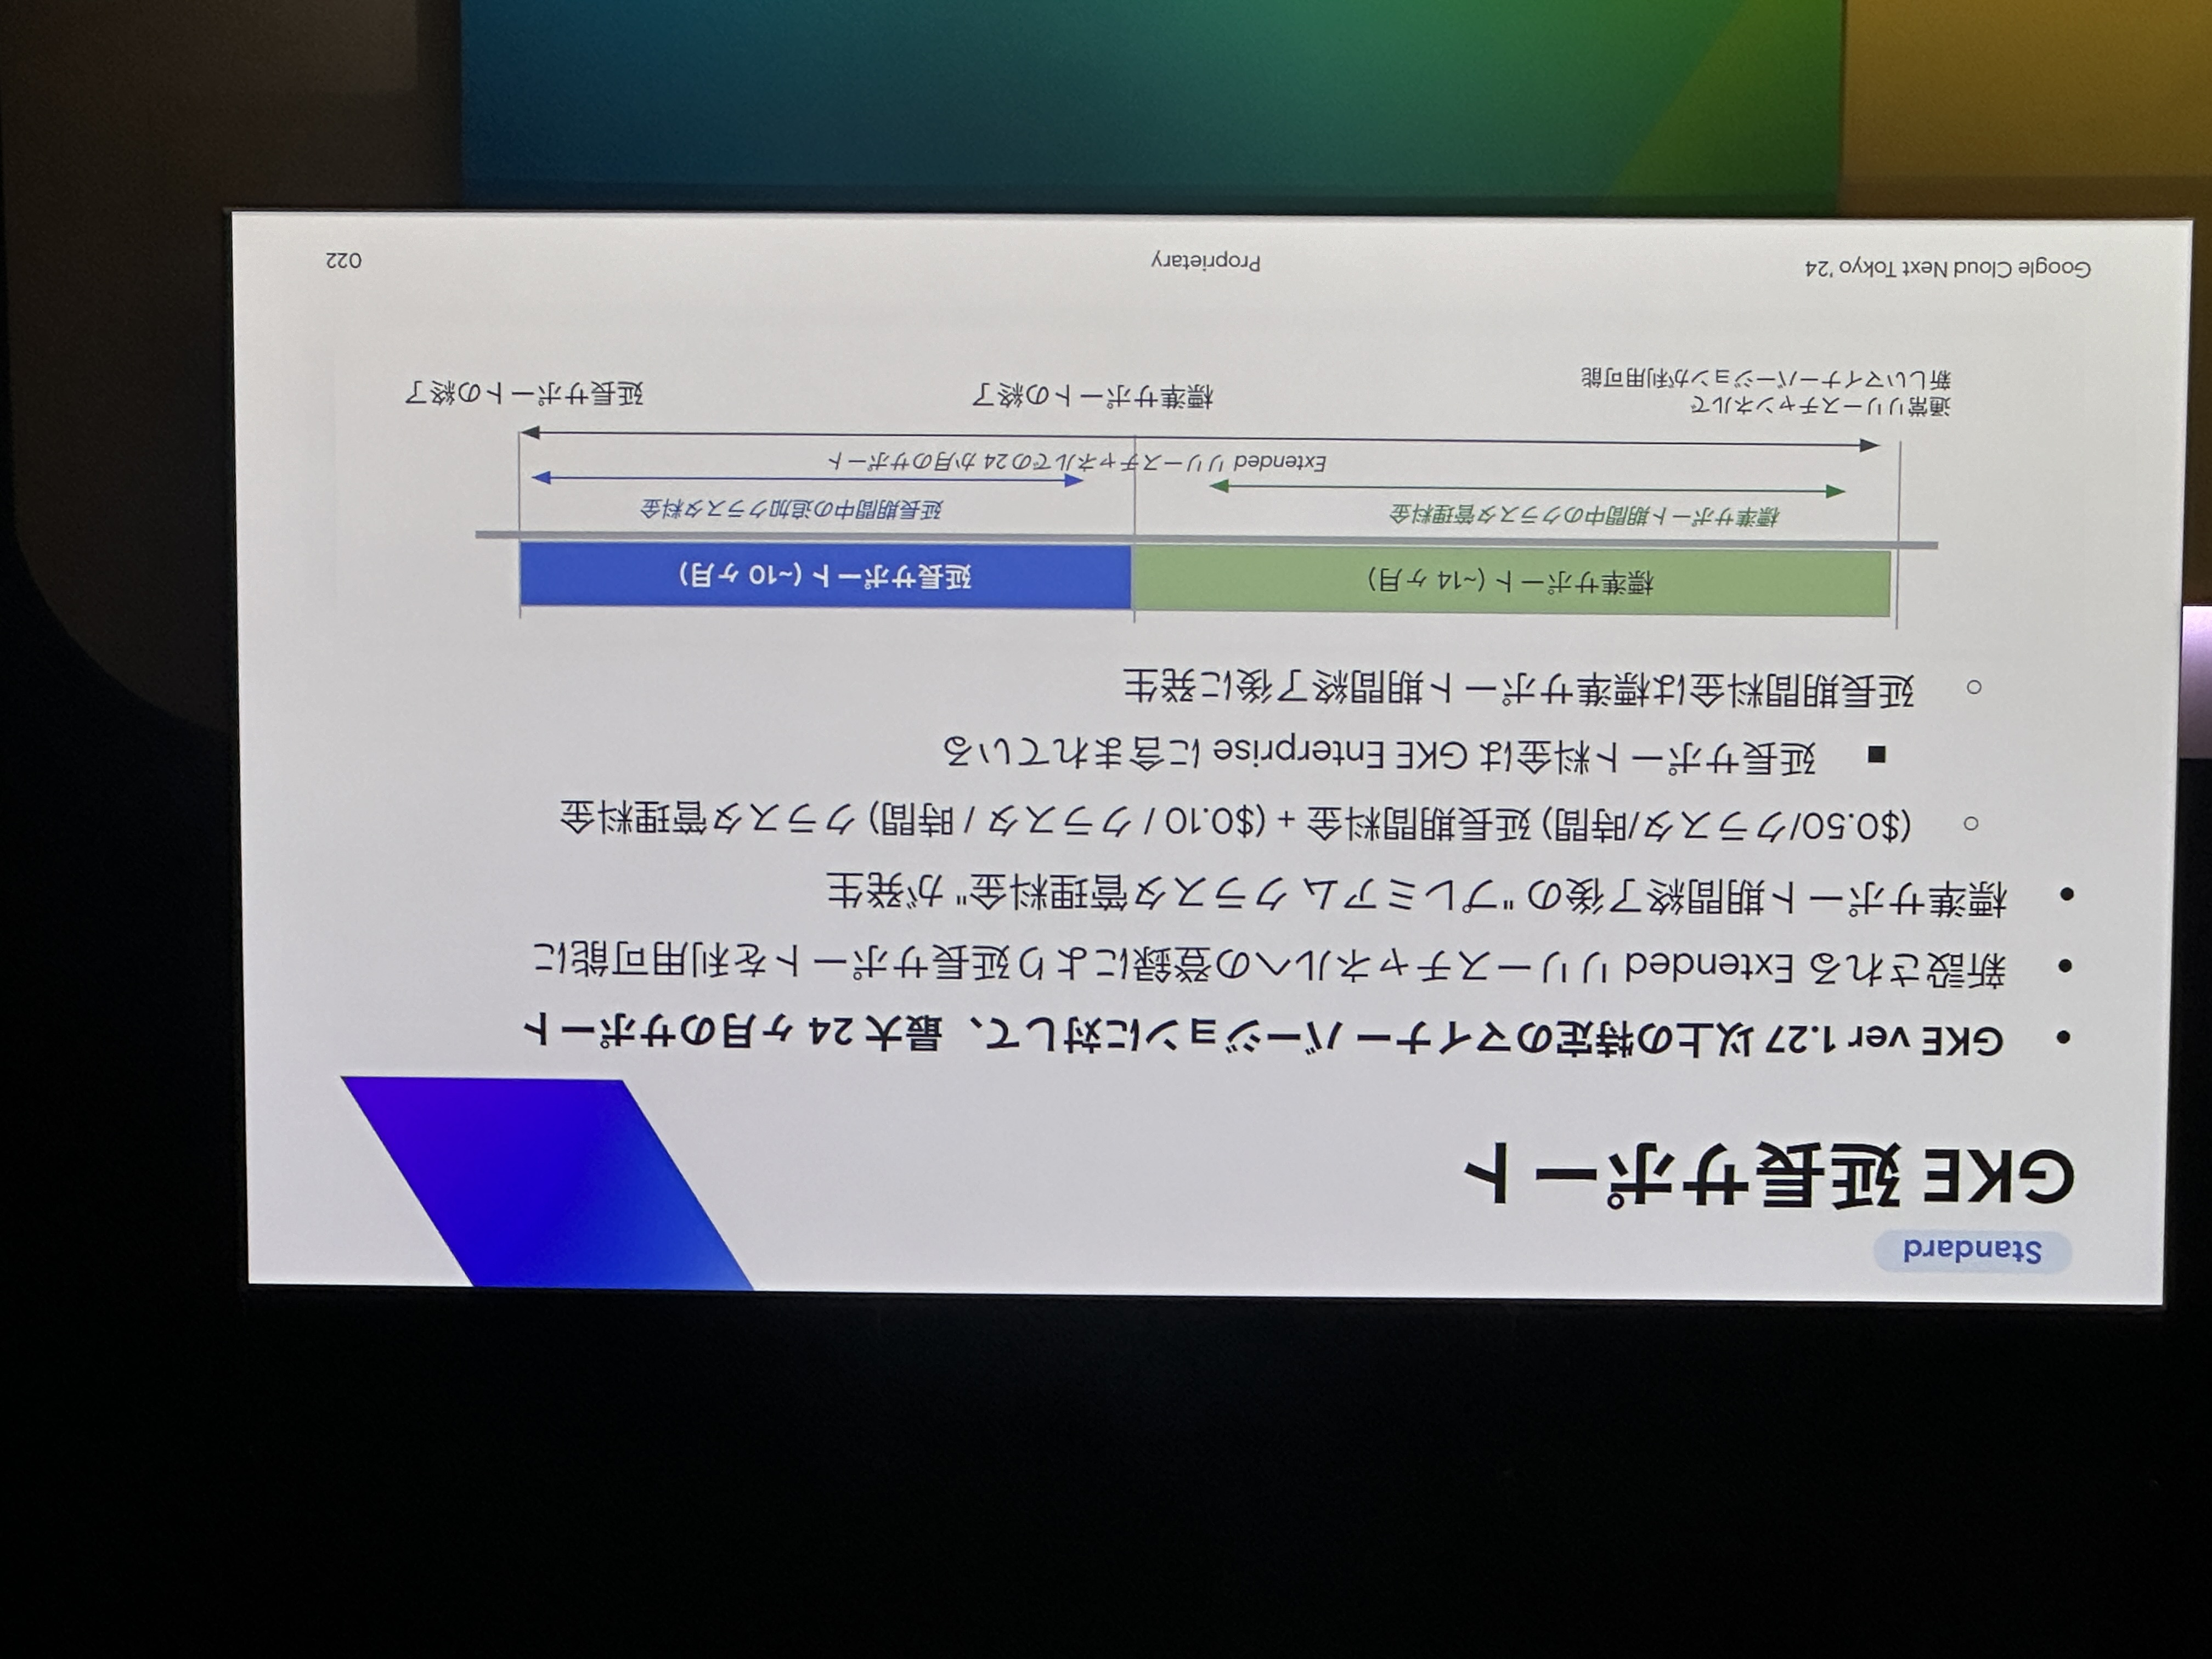 Standard
GKE 延長サポート
● GKE ver 1.27 以上の特定のマイナー バージョンに対して、最大 24 ヶ月のサポート
● 新設される Extended リリースチャネルへの登録により延長サポートを利用可能に
● 標準サポート期間終了後の "プレミアム クラスタ管理料金" が発生
○ ($0.50/クラスタ/時間) 延長期間料金 + ($0.10 / クラスタ / 時間) クラスタ管理料金
■ 延長サポート料金は GKE Enterprise に含まれている
○ 延長期間料金は標準サポート期間終了後に発生
標準サポート (~14 ヶ月)
延長サポート (~10 ヶ月)
標準サポート期間中のクラスタ管理料金
延長期間中の追加クラスタ料金
Extended リリースチャネルでの24 か月のサポート
通常リリースチャンネルで
新しいマイナーバージョンが利用可能
標準サポートの終了
延長サポートの終了
Google Cloud Next Tokyo '24
Proprietary
022